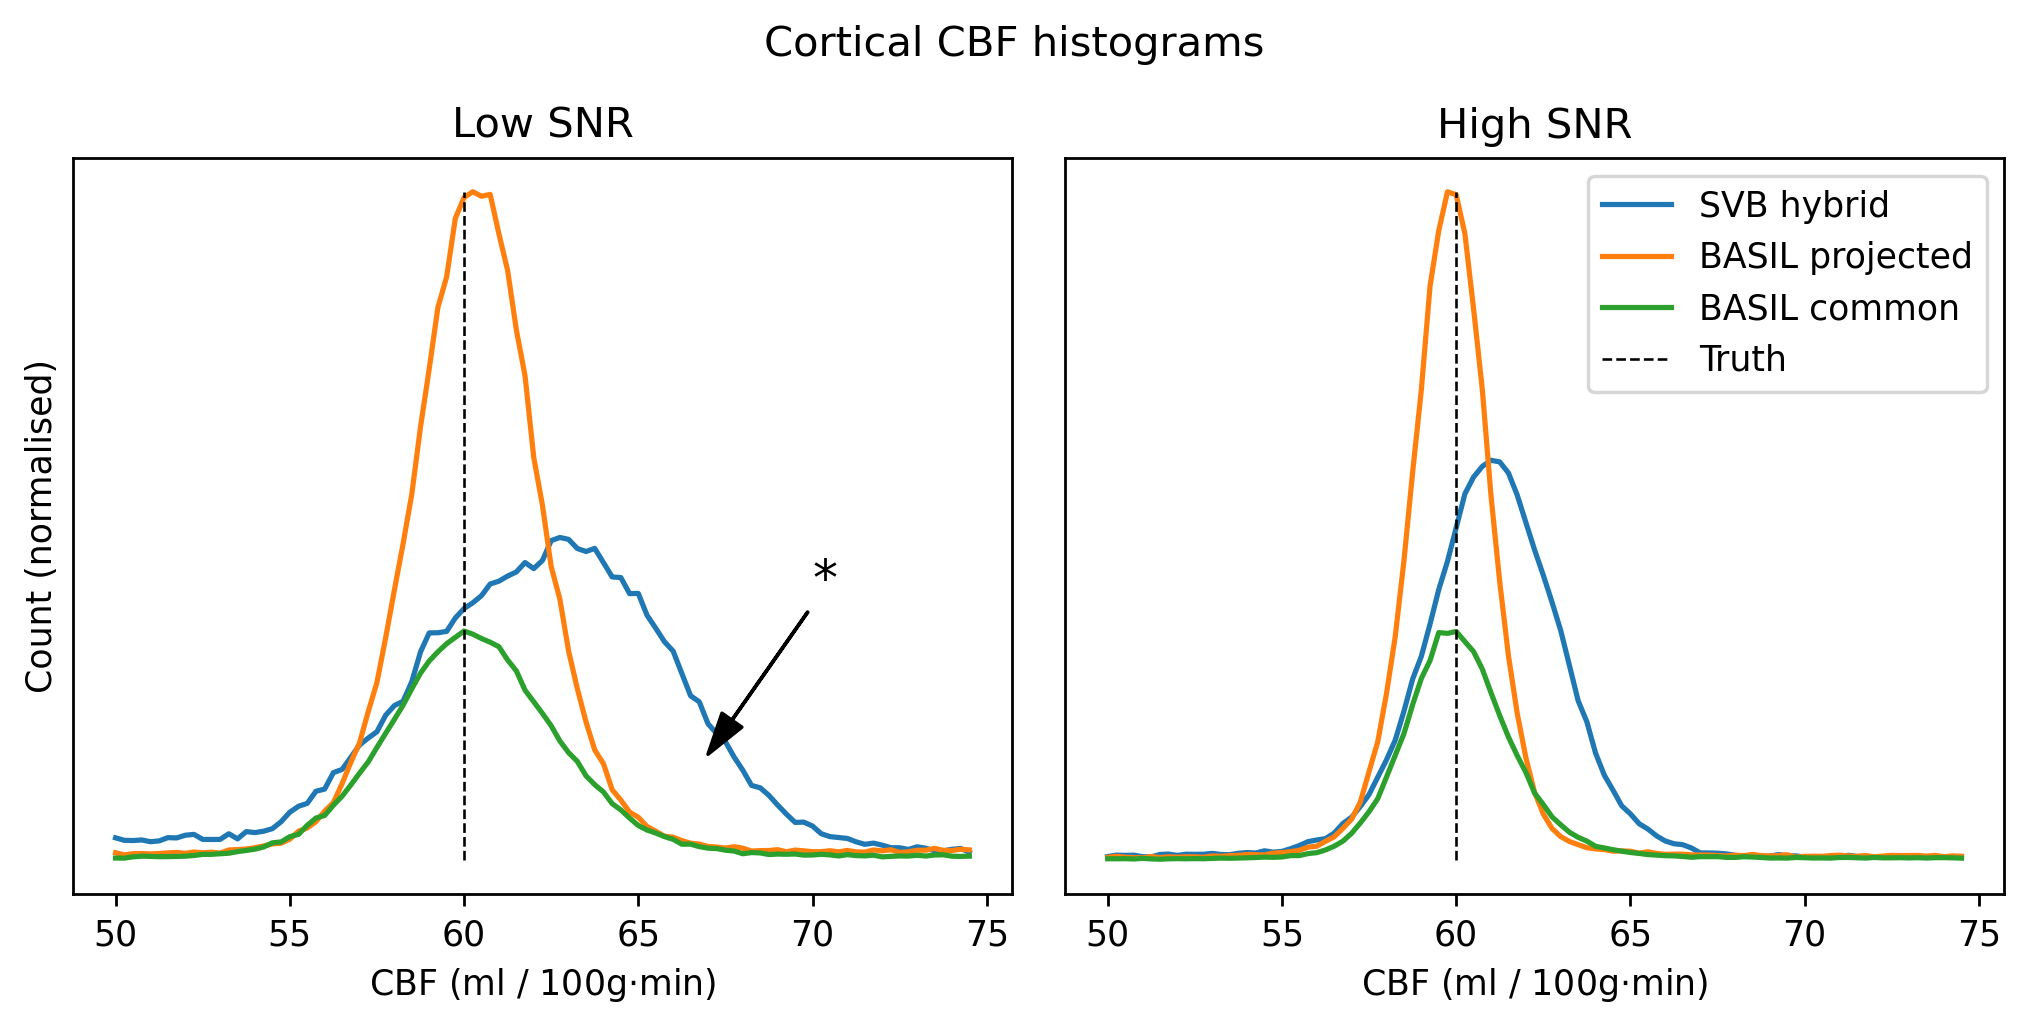 Cortical CBF histograms
Low SNR
High SNR
Count (normalised)
*
SVB hybrid
BASIL projected
BASIL common
Truth
50 55 60 65 70 75
50 55 60 65 70 75
CBF (ml / 100g·min)
CBF (ml / 100g·min)